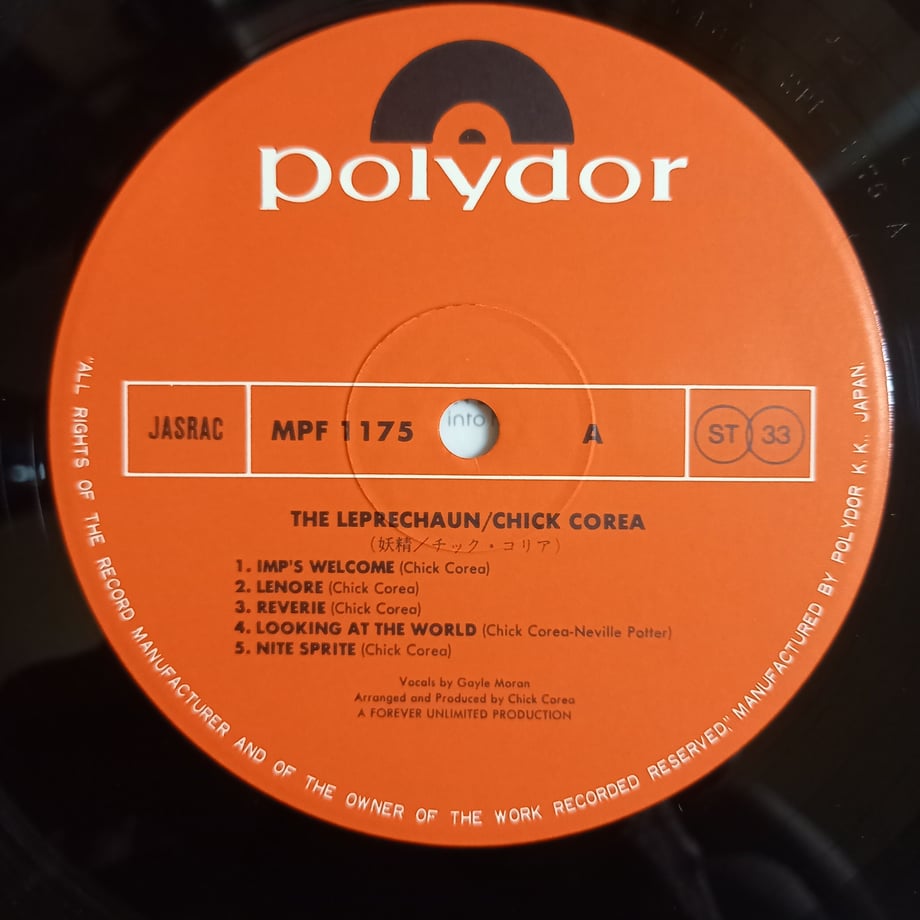 polydor
JASRAC MPF 1175 A ST 33
into
THE LEPRECHAUN/CHICK COREA
(妖精/チック・コリア)
1. IMP'S WELCOME (Chick Corea)
2. LENORE (Chick Corea)
3. REVERIE (Chick Corea)
4. LOOKING AT THE WORLD (Chick Corea-Neville Potter)
5. NITE SPRITE (Chick Corea)
Vocals by Gayle Moran
Arranged and Produced by Chick Corea
A FOREVER UNLIMITED PRODUCTION
"ALL RIGHTS OF THE RECORD MANUFACTURER AND OF THE OWNER OF THE WORK RECORDED RESERVED," MANUFACTURED BY POLYDOR K.K., JAPAN